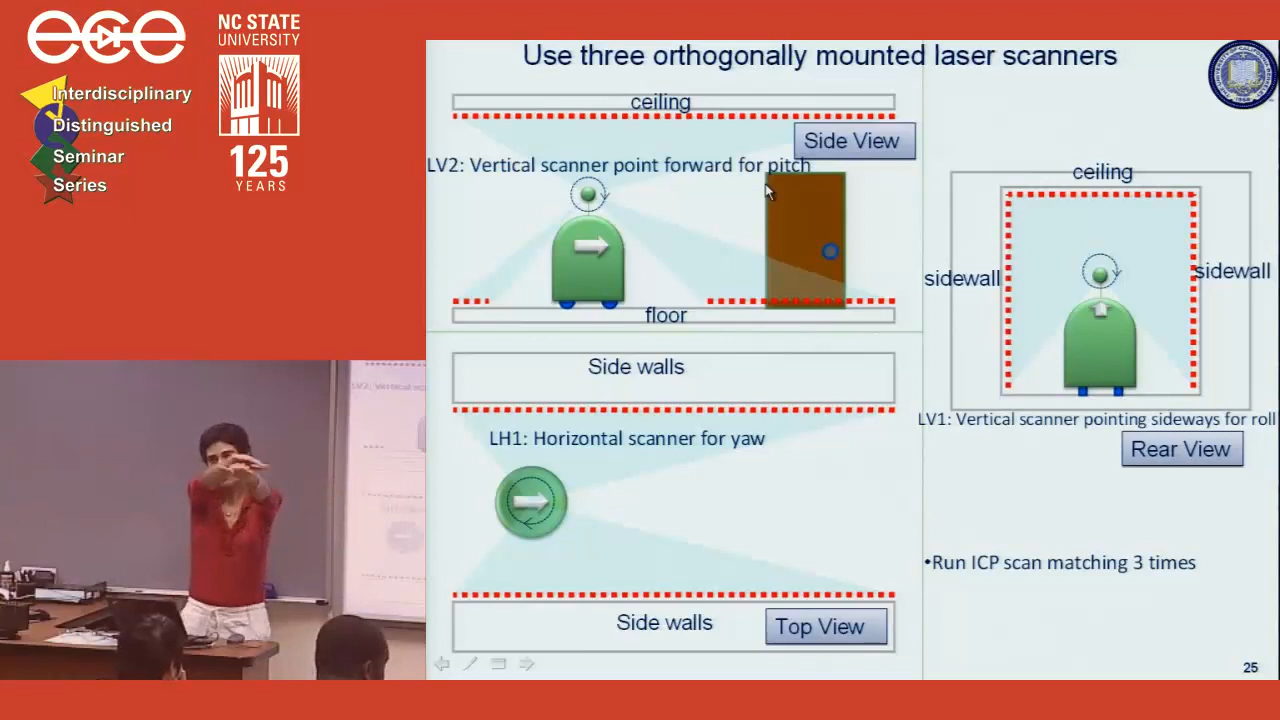 ece
NC STATE
UNIVERSITY
125
YEARS
Interdisciplinary
Distinguished
Seminar
Series
Use three orthogonally mounted laser scanners
ceiling
Side View
LV2: Vertical scanner point forward for pitch
floor
Side walls
LH1: Horizontal scanner for yaw
Side walls
Top View
ceiling
sidewall
sidewall
LV1: Vertical scanner pointing sideways for roll
Rear View
•Run ICP scan matching 3 times
25